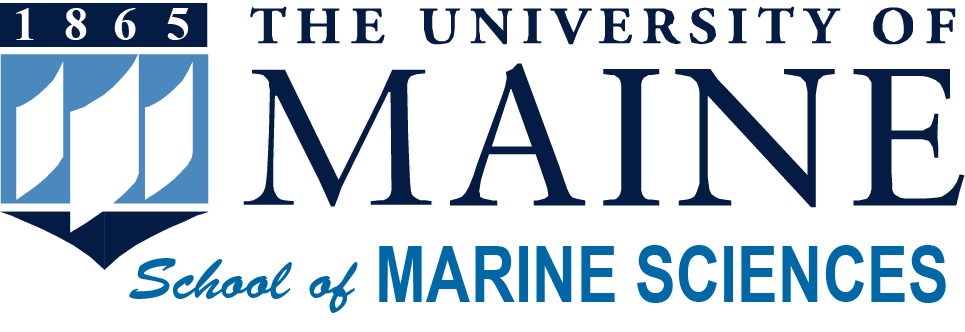 1865
THE UNIVERSITY OF
MAINE
School of MARINE SCIENCES